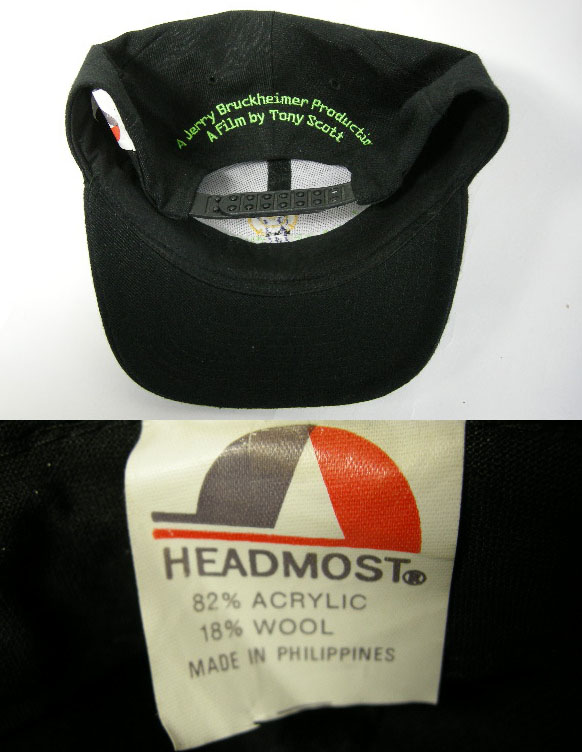 A Jerry Bruckheimer Productio
A Film by Tony Scott
HEADMOST®
82% ACRYLIC
18% WOOL
MADE IN PHILIPPINES